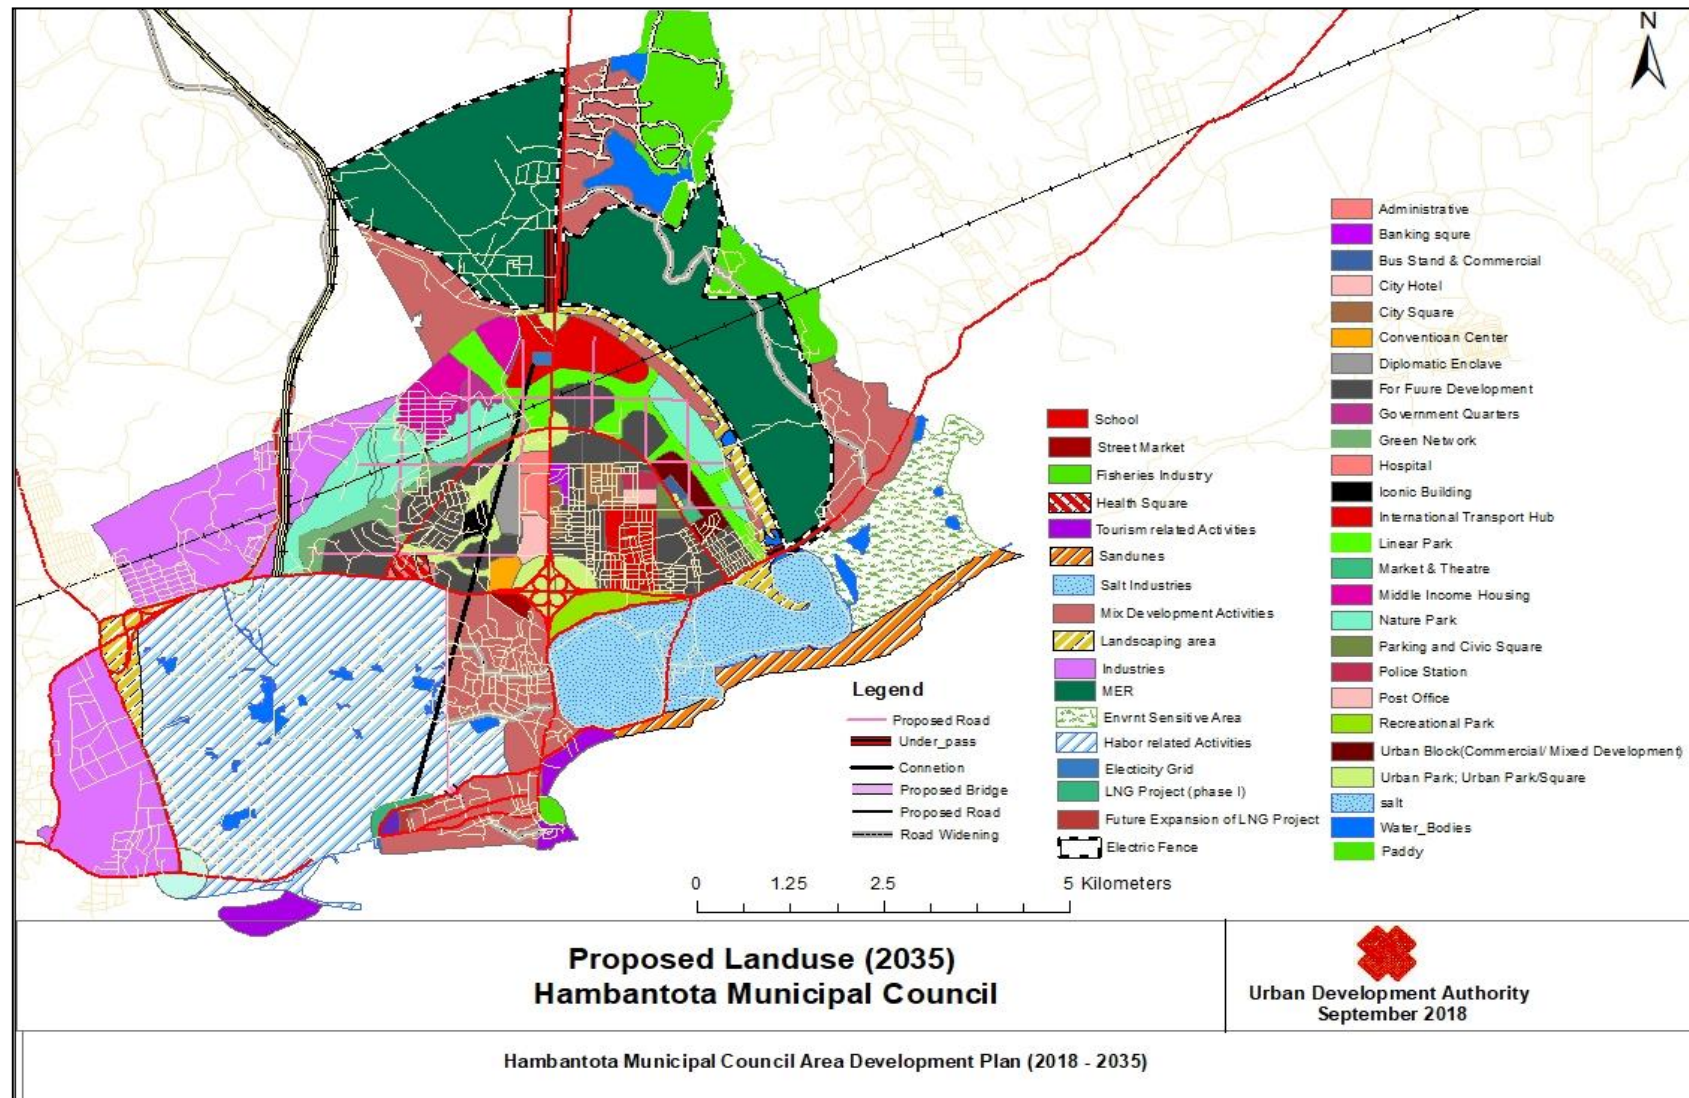 N
Administrative
Banking squre
Bus Stand & Commercial
City Hotel
City Square
Conventioan Center
Diplomatic Enclave
For Fuure Development
Government Quarters
Green Network
Hospital
Iconic Building
International Transport Hub
Linear Park
Market & Theatre
Middle Income Housing
Nature Park
Parking and Civic Square
Police Station
Post Office
Recreational Park
Urban Block(Commercial/ Mixed Development)
Urban Park; Urban Park/Square
salt
Water_Bodies
Paddy
School
Street Market
Fisheries Industry
Health Square
Tourism related Activities
Sandunes
Salt Industries
Mix Development Activities
Landscaping area
Industries
MER
Envrnt Sensitive Area
Habor related Activities
Electicity Grid
LNG Project (phase I)
Future Expansion of LNG Project
Electric Fence
Legend
Proposed Road
Under_pass
Connetion
Proposed Bridge
Proposed Road
Road Widening
0 1.25 2.5 5 Kilometers
Proposed Landuse (2035)
Hambantota Municipal Council
Urban Development Authority
September 2018
Hambantota Municipal Council Area Development Plan (2018 - 2035)